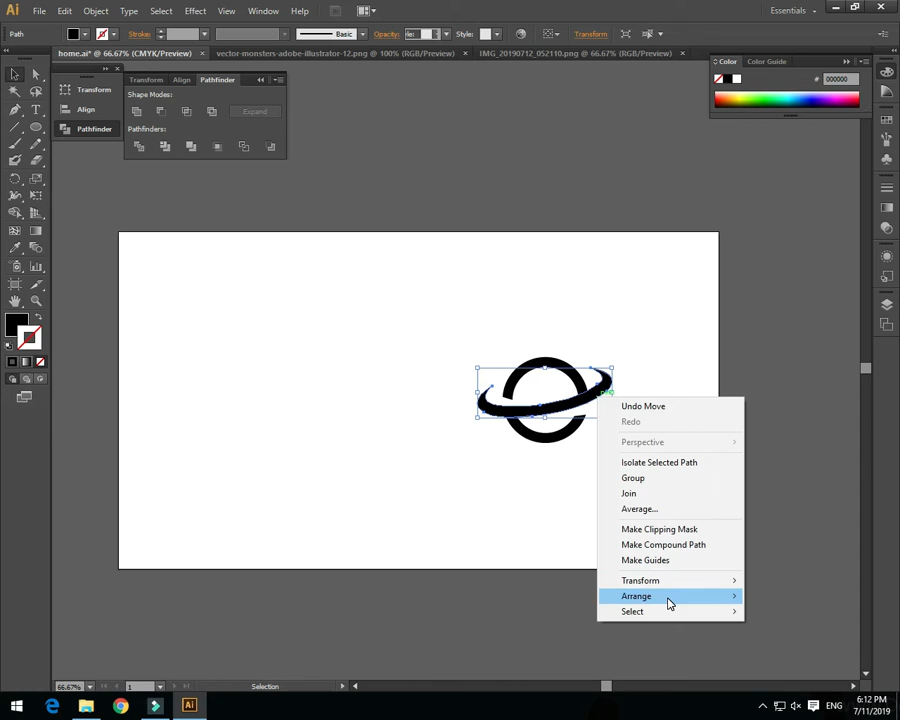 Ai
File Edit Object Type Select Effect View Window Help
Essentials
Path
Stroke:
Basic
Opacity:
Style:
Transform
home.ai* @ 66.67% (CMYK/Preview)
vector-monsters-adobe-illustrator-12.png @ 100% (RGB/Preview)
IMG_20190712_052110.png @ 66.67% (RGB/Preview)
Color
Color Guide
# 000000
Transform
Align
Pathfinder
Transform
Align
Pathfinder
Shape Modes:
Expand
Pathfinders:
Undo Move
Redo
Perspective
Isolate Selected Path
Group
Join
Average...
Make Clipping Mask
Make Compound Path
Make Guides
Transform
Arrange
Select
66.67%
1
Selection
Ai
ENG
6:12 PM
7/11/2019